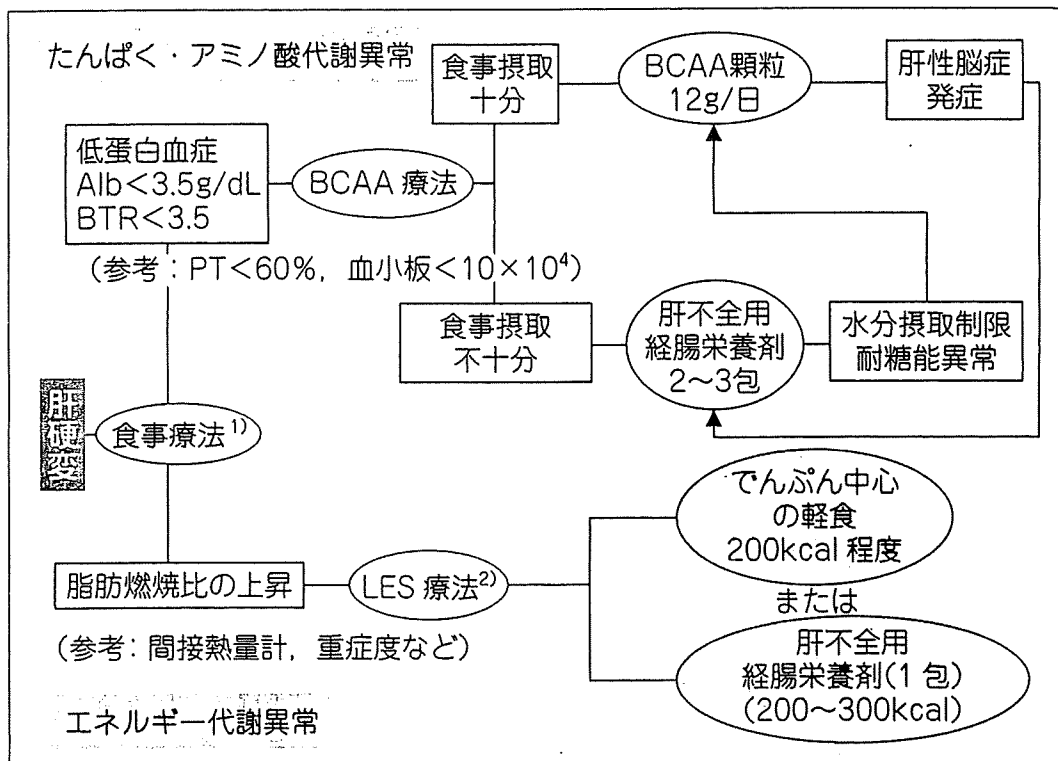 たんぱく・アミノ酸代謝異常
食事摂取
十分
BCAA顆粒
12g/日
肝性脳症
発症
低蛋白血症
Alb<3.5g/dL
BTR<3.5
BCAA 療法
(参考:PT<60%, 血小板<10×10⁴)
食事摂取
不十分
肝不全用
経腸栄養剤
2~3包
水分摂取制限
耐糖能異常
肝硬変
食事療法¹⁾
でんぷん中心
の軽食
200kcal 程度
脂肪燃焼比の上昇
LES 療法²⁾
または
(参考:間接熱量計, 重症度など)
肝不全用
経腸栄養剤(1包)
(200~300kcal)
エネルギー代謝異常